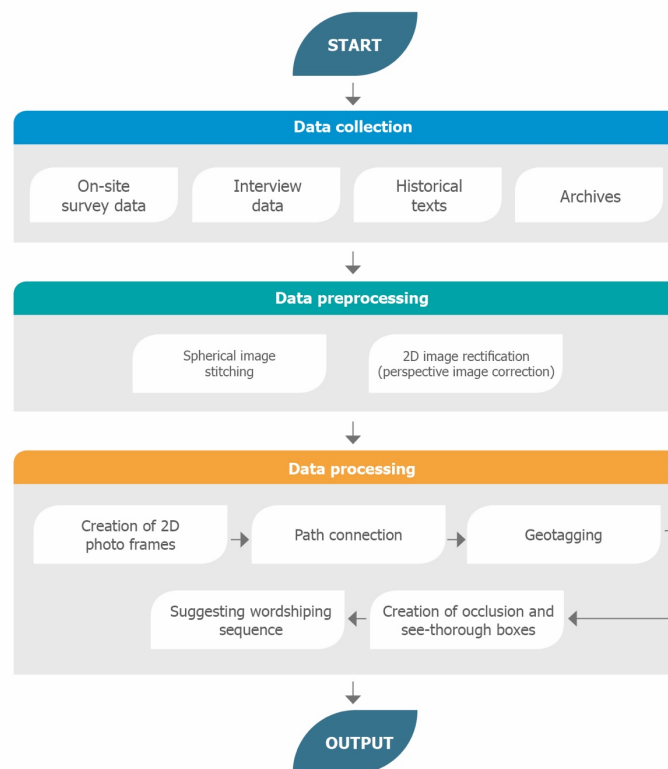 START
Data collection
On-site
survey data
Interview
data
Historical
texts
Archives
Data preprocessing
Spherical image
stitching
2D image rectification
(perspective image correction)
Data processing
Creation of 2D
photo frames
Path connection
Geotagging
Suggesting wordshiping
sequence
Creation of occlusion and
see-thorough boxes
OUTPUT